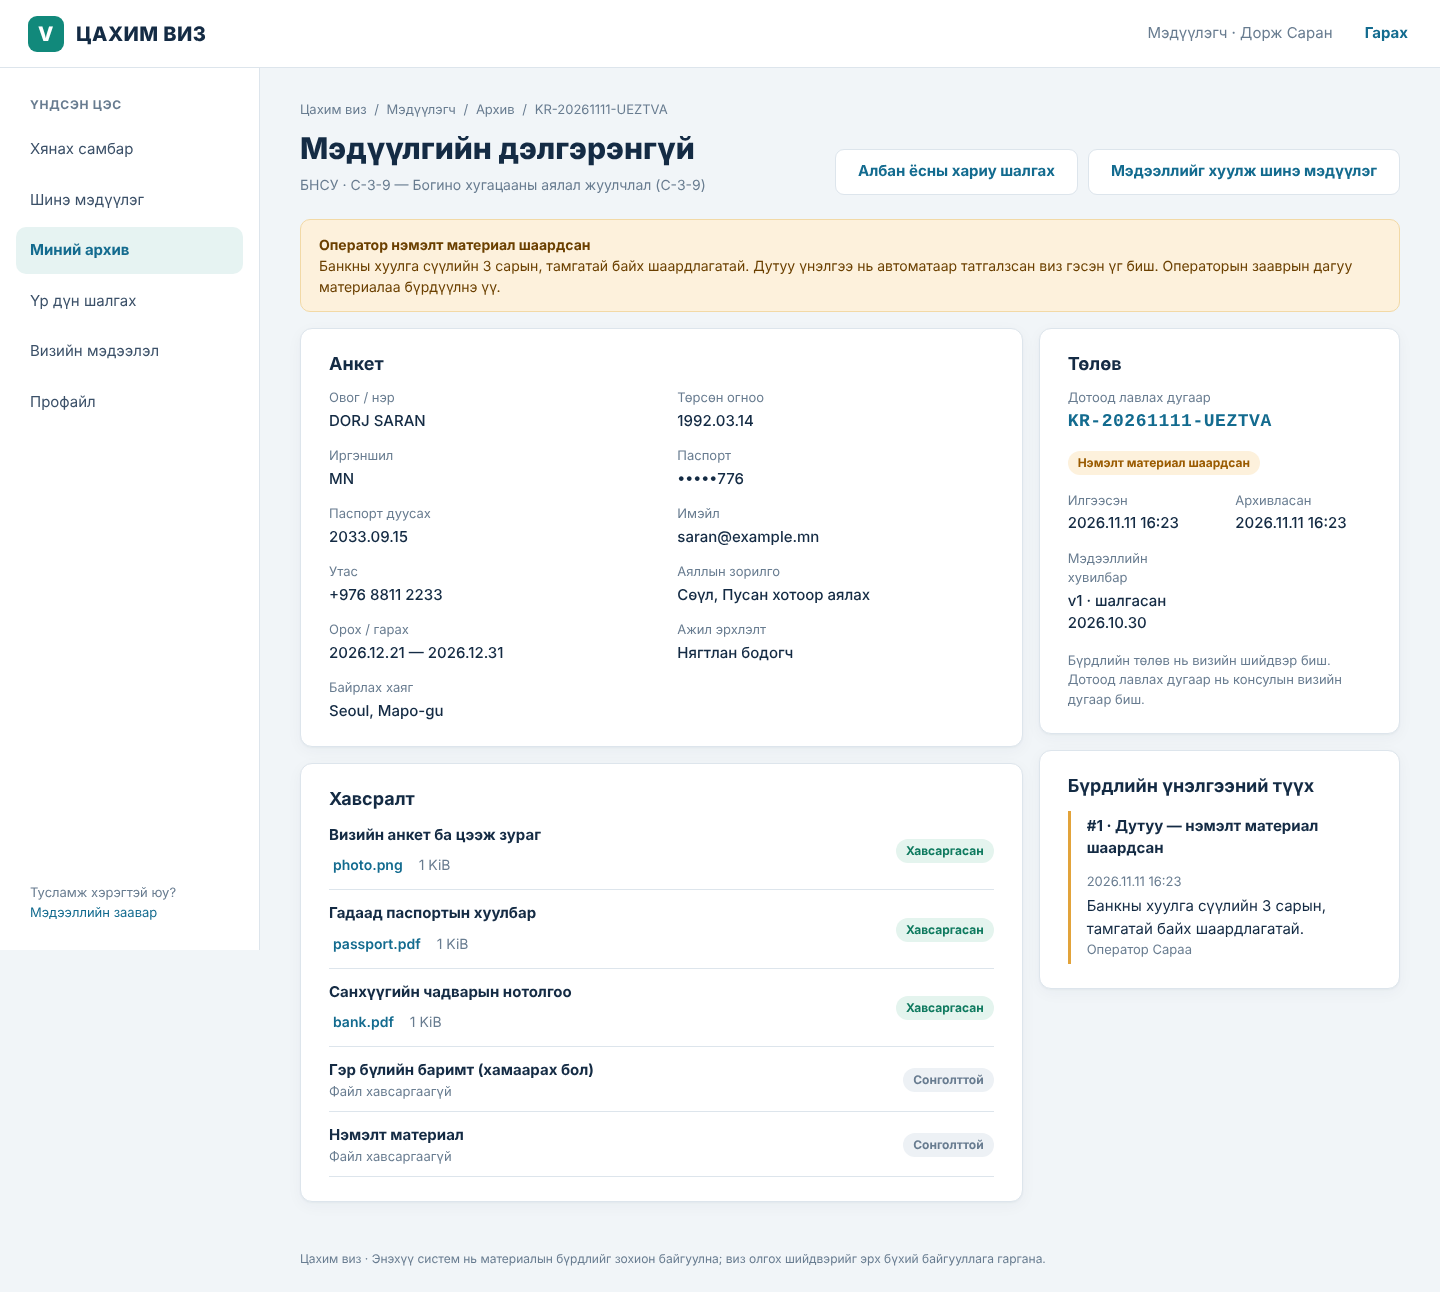 V ЦАХИМ ВИЗ
Мэдүүлэгч · Дорж Саран
Гарах
ҮНДСЭН ЦЭС
Хянах самбар
Шинэ мэдүүлэг
Миний архив
Үр дүн шалгах
Визийн мэдээлэл
Профайл
Тусламж хэрэгтэй юу?
Мэдээллийн заавар
Цахим виз / Мэдүүлэгч / Архив / KR-20261111-UEZTVA
Мэдүүлгийн дэлгэрэнгүй
БНСУ · C-3-9 — Богино хугацааны аялал жуулчлал (C-3-9)
Албан ёсны хариу шалгах
Мэдээллийг хуулж шинэ мэдүүлэг
Оператор нэмэлт материал шаардсан
Банкны хуулга сүүлийн 3 сарын, тамгатай байх шаардлагатай. Дутуу үнэлгээ нь автоматаар татгалзсан виз гэсэн үг биш. Операторын зааврын дагуу
материалаа бүрдүүлнэ үү.
Анкет
Овог / нэр
DORJ SARAN
Төрсөн огноо
1992.03.14
Иргэншил
MN
Паспорт
•••••776
Паспорт дуусах
2033.09.15
Имэйл
saran@example.mn
Утас
+976 8811 2233
Аяллын зорилго
Сөүл, Пусан хотоор аялах
Орох / гарах
2026.12.21 — 2026.12.31
Ажил эрхлэлт
Нягтлан бодогч
Байрлах хаяг
Seoul, Mapo-gu
Хавсралт
Визийн анкет ба цээж зураг
photo.png 1 KiB
Хавсаргасан
Гадаад паспортын хуулбар
passport.pdf 1 KiB
Хавсаргасан
Санхүүгийн чадварын нотолгоо
bank.pdf 1 KiB
Хавсаргасан
Гэр бүлийн баримт (хамаарах бол)
Файл хавсаргаагүй
Сонголттой
Нэмэлт материал
Файл хавсаргаагүй
Сонголттой
Төлөв
Дотоод лавлах дугаар
KR-20261111-UEZTVA
Нэмэлт материал шаардсан
Илгээсэн
2026.11.11 16:23
Архивласан
2026.11.11 16:23
Мэдээллийн
хувилбар
v1 · шалгасан
2026.10.30
Бүрдлийн төлөв нь визийн шийдвэр биш.
Дотоод лавлах дугаар нь консулын визийн
дугаар биш.
Бүрдлийн үнэлгээний түүх
#1 · Дутуу — нэмэлт материал
шаардсан
2026.11.11 16:23
Банкны хуулга сүүлийн 3 сарын,
тамгатай байх шаардлагатай.
Оператор Сараа
Цахим виз · Энэхүү систем нь материалын бүрдлийг зохион байгуулна; виз олгох шийдвэрийг эрх бүхий байгууллага гаргана.